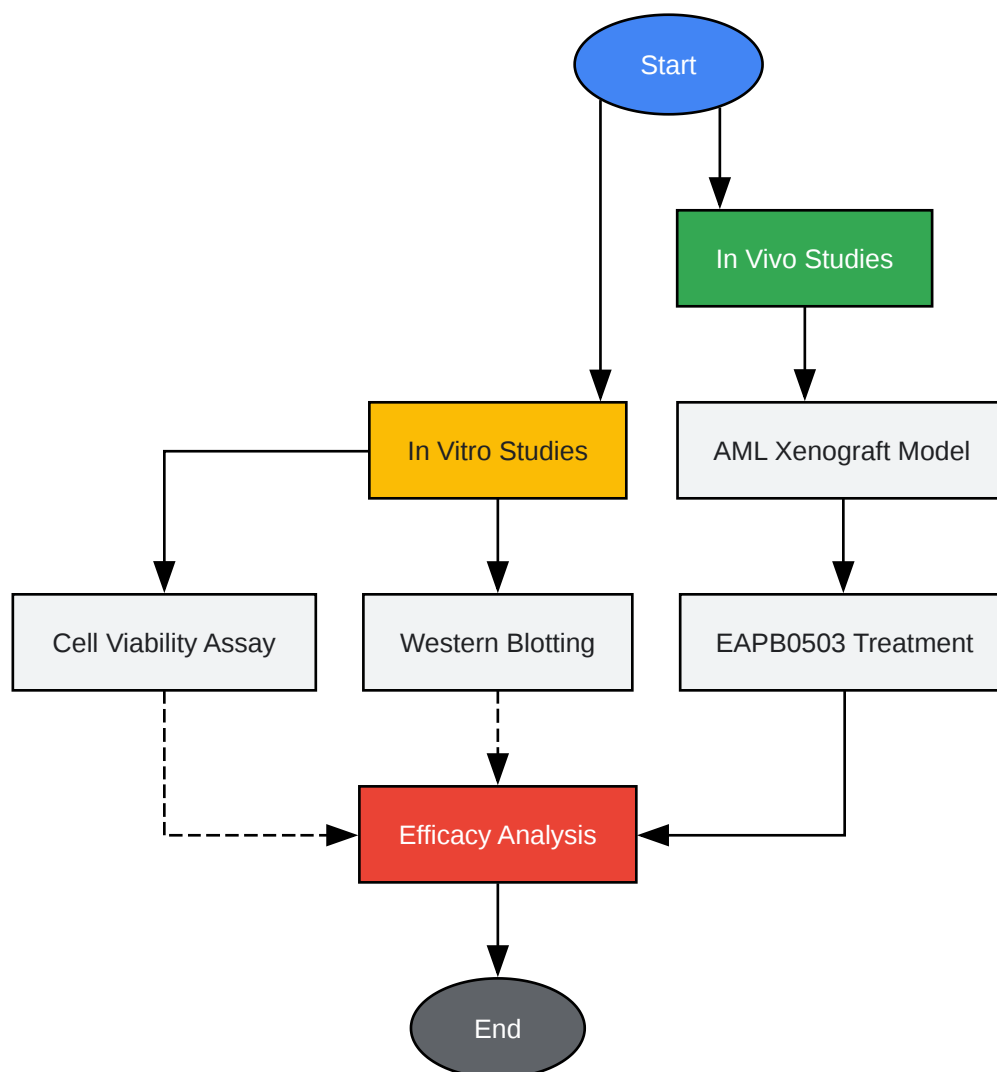 Start
In Vivo Studies
In Vitro Studies
AML Xenograft Model
Cell Viability Assay
Western Blotting
EAPB0503 Treatment
Efficacy Analysis
End